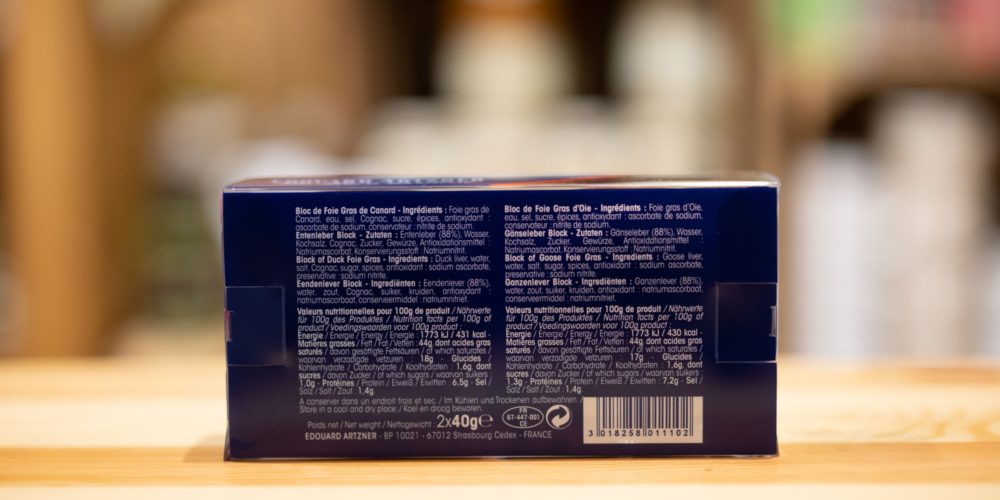 EDOUARD ARTZNER
Bloc de Foie Gras de Canard - Ingrédients : Foie gras de
Canard, eau, sel, Cognac, sucre, épices, antioxydant :
ascorbate de sodium, conservateur : nitrite de sodium.
Entenleber Block - Zutaten : Entenleber (88%), Wasser,
Kochsalz, Cognac, Zucker, Gewürze, Antioxidationsmittel :
Natriumascorbat, Konservierungsstoff : Natriumnitrit.
Block of Duck Foie Gras - Ingredients : Duck liver, water,
salt, Cognac, sugar, spices, antioxidant : sodium ascorbate,
preservative : sodium nitrite.
Eendenlever Block - Ingrediënten : Eendenlever (88%),
water, zout, Cognac, suiker, kruiden, antioxidant :
natriumascorbaat, conserveermiddel : natriumnitriet.
Valeurs nutritionnelles pour 100g de produit / Nährwerte
für 100g des Produktes / Nutrition facts per 100g of
product / Voedingswaarden voor 100g product :
Energie / Energie / Energy / Energie : 1773 kJ / 431 kcal -
Matières grasses / Fett / Fat / Vetten : 44g, dont acides gras
saturés / davon gesättigte Fettsäuren / of which saturates /
waarvan verzadigde vetzuren : 18g - Glucides /
Kohlenhydrate / Carbohydrate / Koolhydraten : 1,6g, dont
sucres / davon Zucker / of which sugars / waarvan suikers :
1.0g - Protéines / Protein / Eiweiß / Eiwitten : 6,5g - Sel /
Salz / Salt / Zout : 1,4g
Bloc de Foie Gras d'Oie - Ingrédients : Foie gras d'Oie,
eau, sel, sucre, épices, antioxydant : ascorbate de sodium,
conservateur : nitrite de sodium.
Gänseleber Block - Zutaten : Gänseleber (88%), Wasser,
Kochsalz, Zucker, Gewürze, Antioxidationsmittel :
Natriumascorbat, Konservierungsstoff : Natriumnitrit.
Block of Goose Foie Gras - Ingredients : Goose liver,
water, salt, sugar, spices, antioxidant : sodium ascorbate,
preservative : sodium nitrite.
Ganzenlever Block - Ingrediënten : Ganzenlever (88%),
water, zout, suiker, kruiden, antioxidant : natriumascorbaat,
conserveermiddel : natriumnitriet.
Valeurs nutritionnelles pour 100g de produit / Nährwerte
für 100g des Produktes / Nutrition facts per 100g of
product / Voedingswaarden voor 100g product :
Energie / Energie / Energy / Energie : 1773 kJ / 430 kcal -
Matières grasses / Fett / Fat / Vetten : 44g, dont acides gras
saturés / davon gesättigte Fettsäuren / of which saturates /
waarvan verzadigde vetzuren : 17g - Glucides /
Kohlenhydrate / Carbohydrate / Koolhydraten : 1,6g, dont
sucres / davon Zucker / of which sugars / waarvan suikers :
1.3g - Protéines / Protein / Eiweiß / Eiwitten : 7,2g - Sel /
Salz / Salt / Zout : 1,4g
A conserver dans un endroit frais et sec. / Im Kühlen und Trockenen aufbewahren. /
Store in a cool and dry place. / Koel en droog bewaren.
Poids net / Net weight / Nettogewicht 2x40g e
FR
67-447-001
CE
EDOUARD ARTZNER - BP 10021 - 67012 Strasbourg Cedex - FRANCE
3 018258 011102